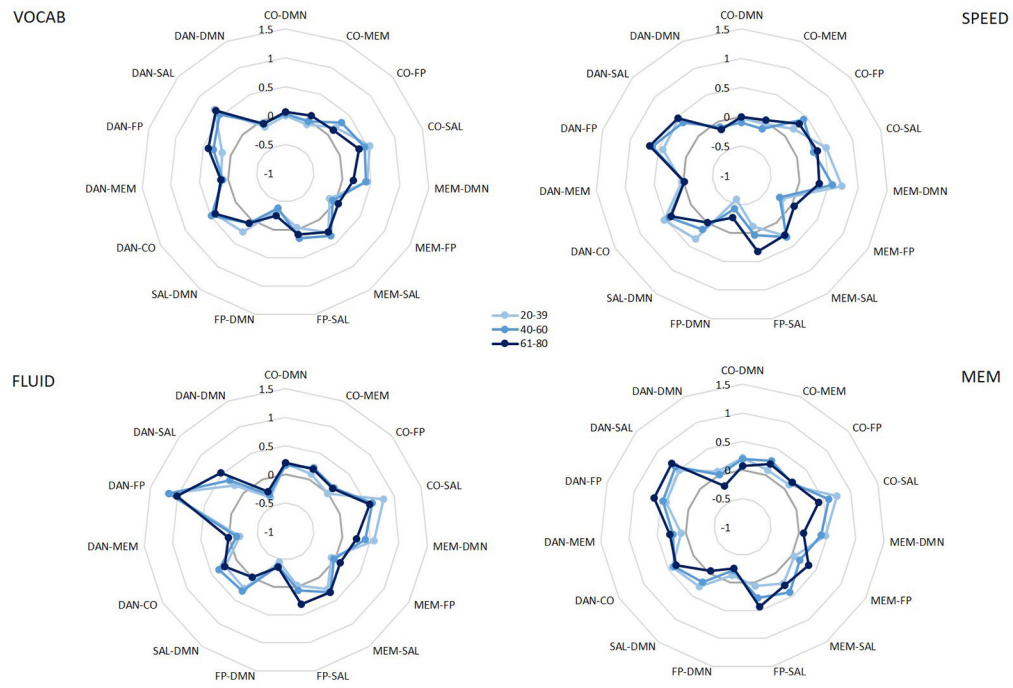 VOCAB
CO-DMN
1.5
1
0.5
0
-0.5
-1
CO-MEM
CO-FP
CO-SAL
MEM-DMN
MEM-FP
MEM-SAL
FP-SAL
FP-DMN
SAL-DMN
DAN-CO
DAN-MEM
DAN-FP
DAN-SAL
DAN-DMN
SPEED
CO-DMN
1.5
1
0.5
0
-0.5
-1
CO-MEM
CO-FP
CO-SAL
MEM-DMN
MEM-FP
MEM-SAL
FP-SAL
FP-DMN
SAL-DMN
DAN-CO
DAN-MEM
DAN-FP
DAN-SAL
DAN-DMN
20-39
40-60
61-80
FLUID
CO-DMN
1.5
1
0.5
0
-0.5
-1
CO-MEM
CO-FP
CO-SAL
MEM-DMN
MEM-FP
MEM-SAL
FP-SAL
FP-DMN
SAL-DMN
DAN-CO
DAN-MEM
DAN-FP
DAN-SAL
DAN-DMN
MEM
CO-DMN
1.5
1
0.5
0
-0.5
-1
CO-MEM
CO-FP
CO-SAL
MEM-DMN
MEM-FP
MEM-SAL
FP-SAL
FP-DMN
SAL-DMN
DAN-CO
DAN-MEM
DAN-FP
DAN-SAL
DAN-DMN